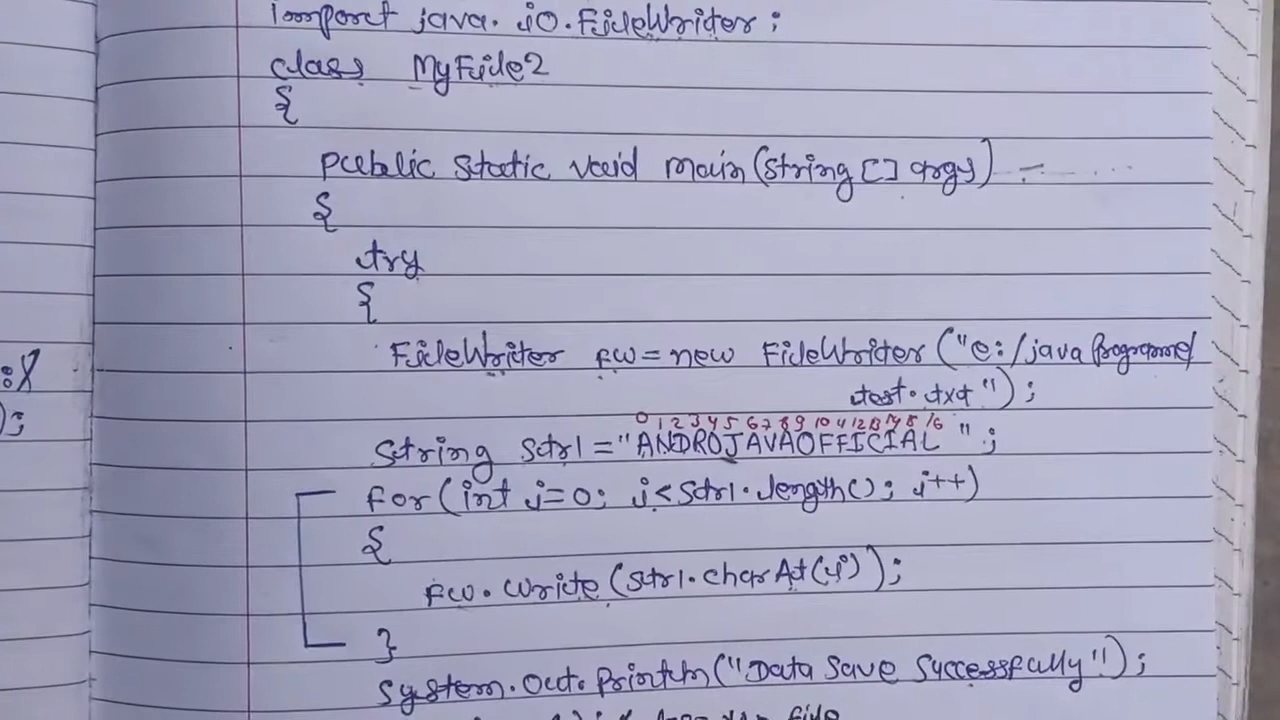 import java.io.FileWriter;
class MyFile2
{
public static void main(String[] args)
{
try
{
FileWriter fw = new FileWriter("e:/java Programme/
test.txt");
0 1 2 3 4 5 6 7 8 9 10 11 12 13 14 15 16
String str1 = "ANDROJAVAOFFICIAL";
for(int i=0; i<str1.length(); i++)
{
fw.write(str1.charAt(i));
}
System.out.println("Data Save Successfully");
file
:X
);